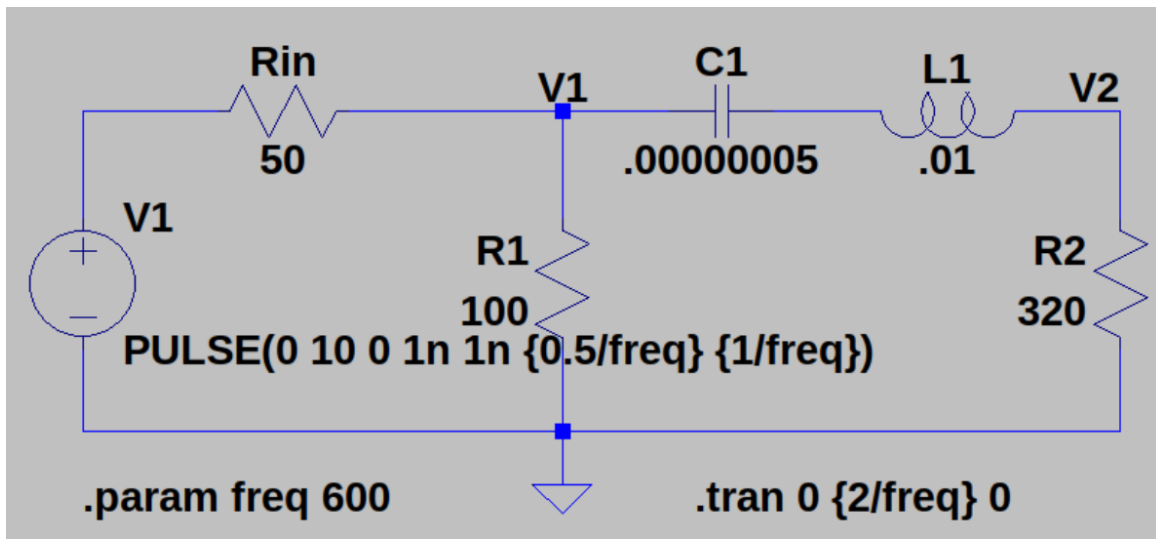 Rin
50
V1
C1
.00000005
L1
.01
V2
V1
R1
100
R2
320
PULSE(0 10 0 1n 1n {0.5/freq} {1/freq})
.param freq 600
.tran 0 {2/freq} 0